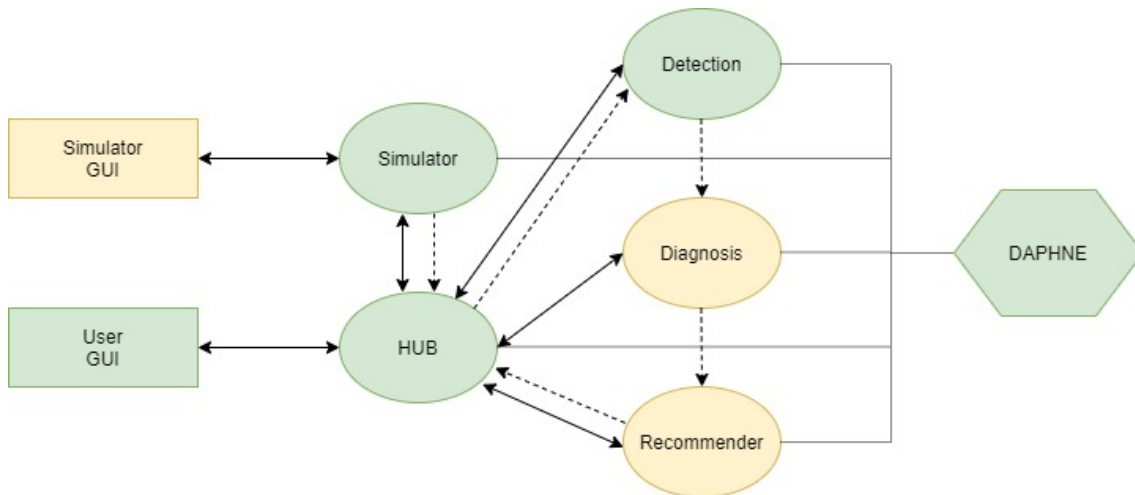 Detection
Simulator
GUI
Simulator
Diagnosis
DAPHNE
User
GUI
HUB
Recommender